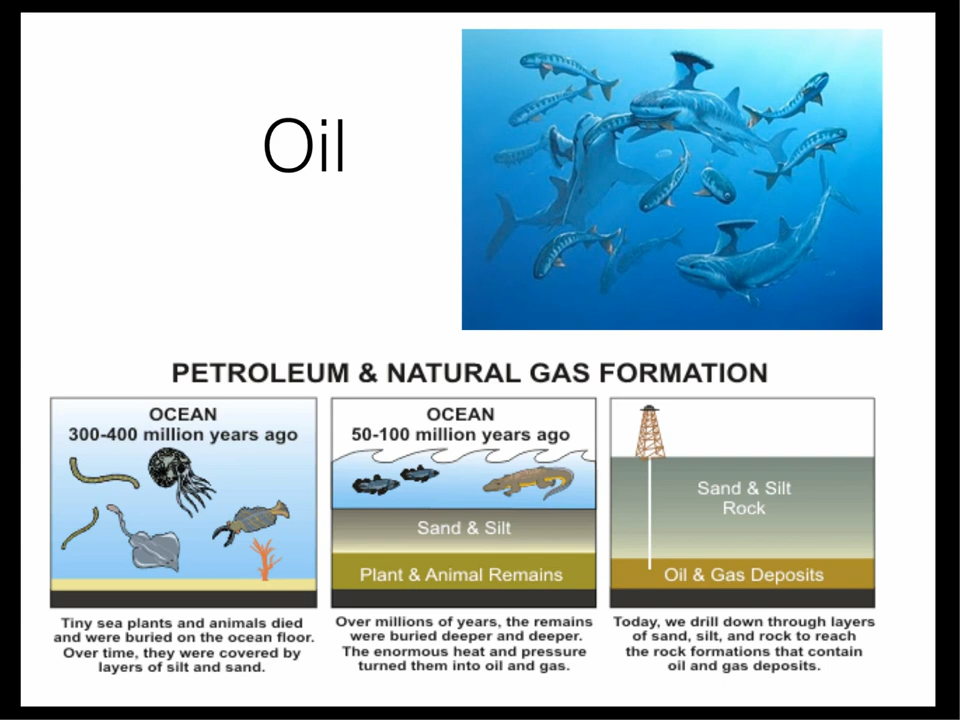 Oil
PETROLEUM & NATURAL GAS FORMATION
OCEAN
300-400 million years ago
Tiny sea plants and animals died
and were buried on the ocean floor.
Over time, they were covered by
layers of silt and sand.
OCEAN
50-100 million years ago
Sand & Silt
Plant & Animal Remains
Over millions of years, the remains
were buried deeper and deeper.
The enormous heat and pressure
turned them into oil and gas.
Sand & Silt
Rock
Oil & Gas Deposits
Today, we drill down through layers
of sand, silt, and rock to reach
the rock formations that contain
oil and gas deposits.